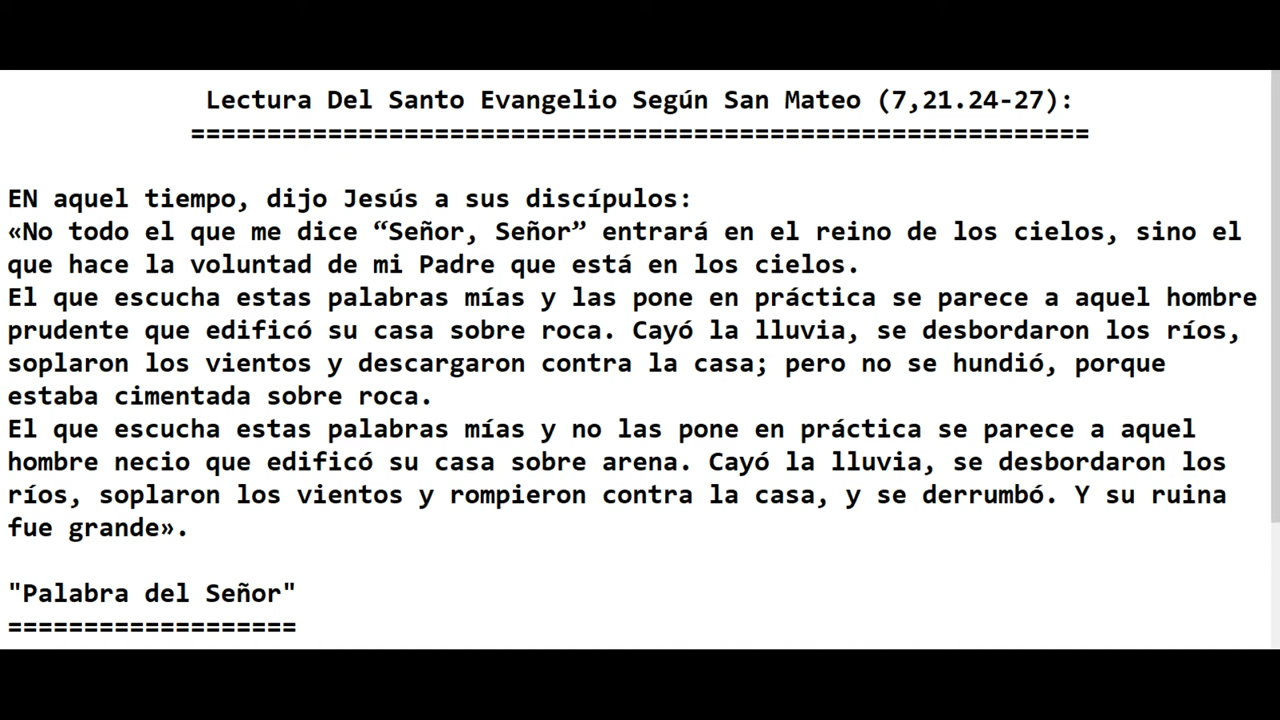 Lectura Del Santo Evangelio Según San Mateo (7,21.24-27):
===========================================================
EN aquel tiempo, dijo Jesús a sus discípulos:
«No todo el que me dice “Señor, Señor” entrará en el reino de los cielos, sino el
que hace la voluntad de mi Padre que está en los cielos.
El que escucha estas palabras mías y las pone en práctica se parece a aquel hombre
prudente que edificó su casa sobre roca. Cayó la lluvia, se desbordaron los ríos,
soplaron los vientos y descargaron contra la casa; pero no se hundió, porque
estaba cimentada sobre roca.
El que escucha estas palabras mías y no las pone en práctica se parece a aquel
hombre necio que edificó su casa sobre arena. Cayó la lluvia, se desbordaron los
ríos, soplaron los vientos y rompieron contra la casa, y se derrumbó. Y su ruina
fue grande».
"Palabra del Señor"
===================